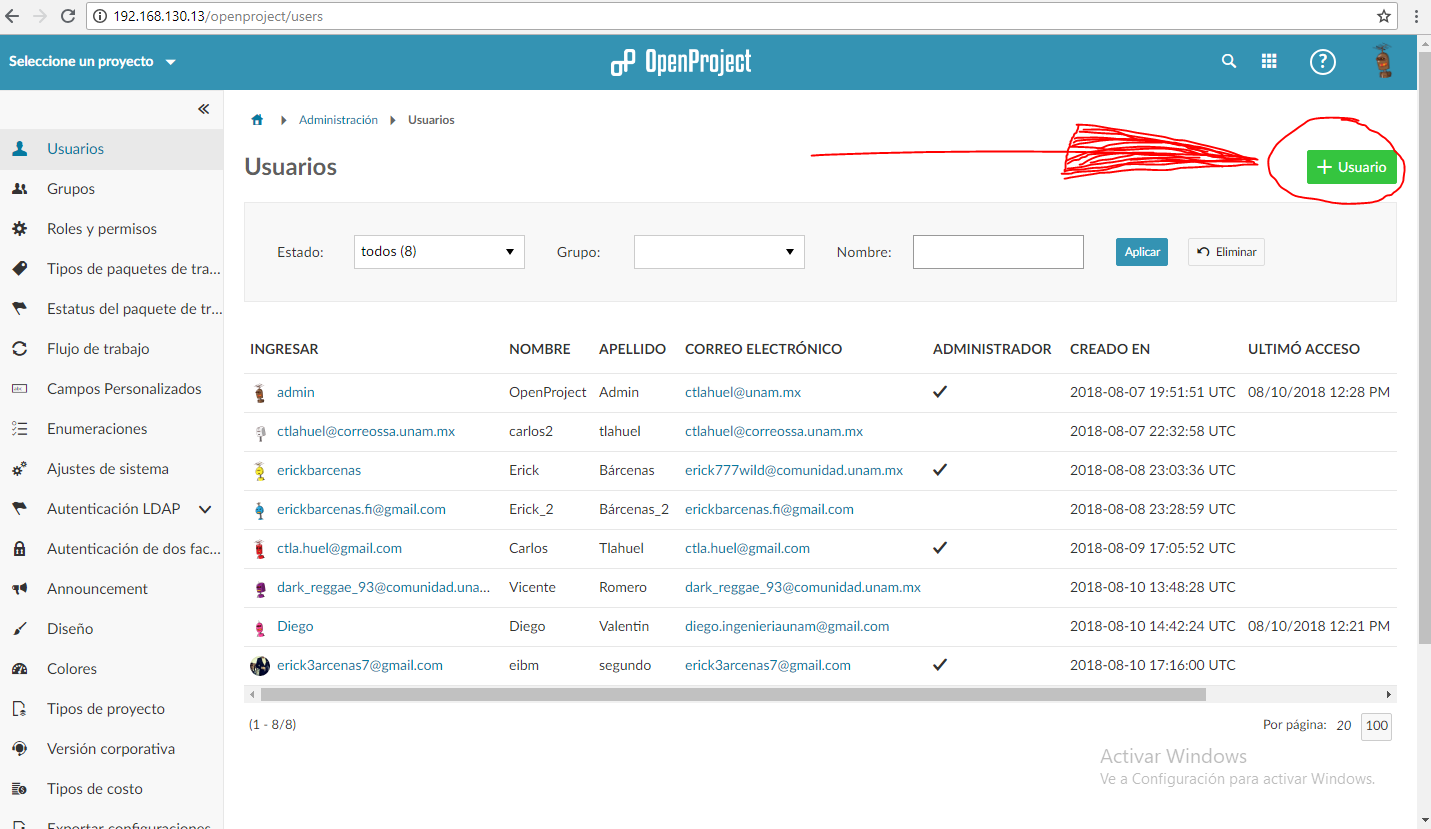 192.168.130.13/openproject/users
Seleccione un proyecto
OpenProject
?
Usuarios
Grupos
Roles y permisos
Tipos de paquetes de tra...
Estatus del paquete de tr...
Flujo de trabajo
Campos Personalizados
Enumeraciones
Ajustes de sistema
Autenticación LDAP
Autenticación de dos fac...
Announcement
Diseño
Colores
Tipos de proyecto
Versión corporativa
Tipos de costo
Exportar configuraciones
Administración Usuarios
Usuarios
+ Usuario
Estado: todos (8) Grupo: Nombre: Aplicar Eliminar
INGRESAR NOMBRE APELLIDO CORREO ELECTRÓNICO ADMINISTRADOR CREADO EN ULTIMÓ ACCESO
admin OpenProject Admin ctlahuel@unam.mx ✓ 2018-08-07 19:51:51 UTC 08/10/2018 12:28 PM
ctlahuel@correossa.unam.mx carlos2 tlahuel ctlahuel@correossa.unam.mx 2018-08-07 22:32:58 UTC
erickbarcenas Erick Bárcenas erick777wild@comunidad.unam.mx ✓ 2018-08-08 23:03:36 UTC
erickbarcenas.fi@gmail.com Erick_2 Bárcenas_2 erickbarcenas.fi@gmail.com 2018-08-08 23:28:59 UTC
ctla.huel@gmail.com Carlos Tlahuel ctla.huel@gmail.com ✓ 2018-08-09 17:05:52 UTC
dark_reggae_93@comunidad.una... Vicente Romero dark_reggae_93@comunidad.unam.mx 2018-08-10 13:48:28 UTC
Diego Diego Valentin diego.ingenieriaunam@gmail.com 2018-08-10 14:42:24 UTC 08/10/2018 12:21 PM
erick3arcenas7@gmail.com eibm segundo erick3arcenas7@gmail.com ✓ 2018-08-10 17:16:00 UTC
(1 - 8/8) Por página: 20 100
Activar Windows
Ve a Configuración para activar Windows.